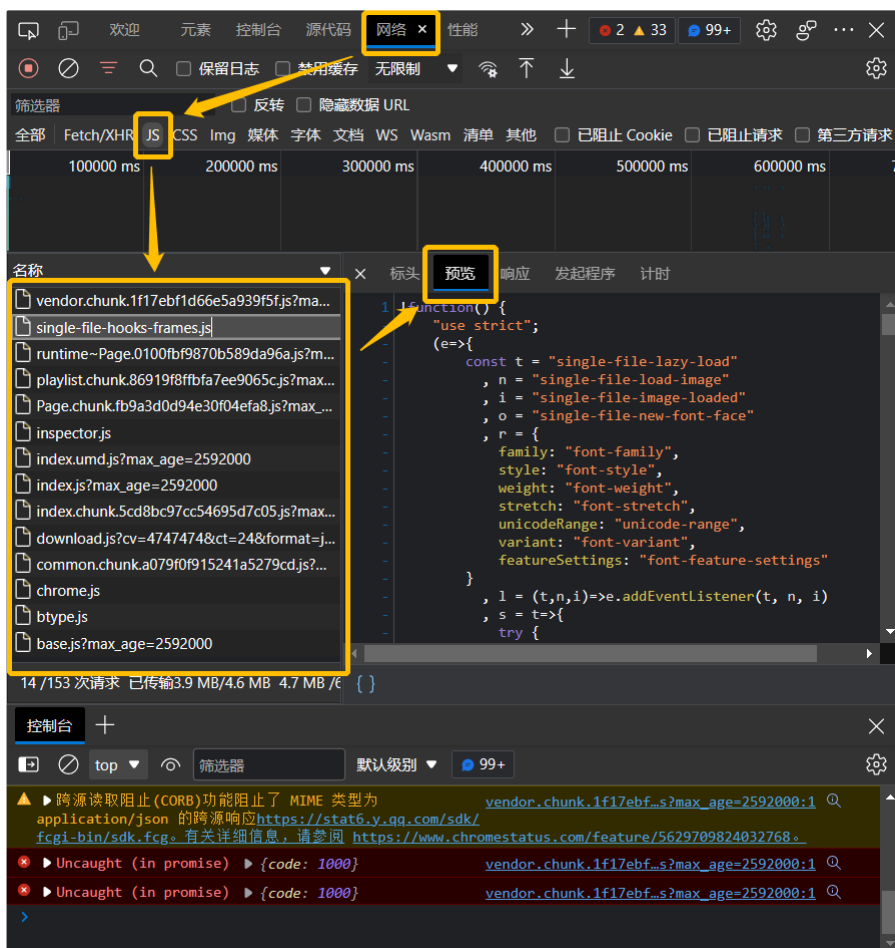 欢迎 元素 控制台 源代码 网络 × 性能 2 33 99+
保留日志 禁用缓存 无限制
筛选器 反转 隐藏数据 URL
全部 Fetch/XHR JS CSS Img 媒体 字体 文档 WS Wasm 清单 其他 已阻止 Cookie 已阻止请求 第三方请求
100000 ms 200000 ms 300000 ms 400000 ms 500000 ms 600000 ms
名称
vendor.chunk.1f17ebf1d66e5a939f5f.js?ma...
single-file-hooks-frames.js
runtime~Page.0100fbf9870b589da96a.js?m...
playlist.chunk.86919f8ffbfa7ee9065c.js?max...
Page.chunk.fb9a3d0d94e30f04efa8.js?max_...
inspector.js
index.umd.js?max_age=2592000
index.js?max_age=2592000
index.chunk.5cd8bc97cc54695d7c05.js?max...
download.js?cv=4747474&ct=24&format=j...
common.chunk.a079f0f915241a5279cd.js?...
chrome.js
btype.js
base.js?max_age=2592000
14 /153 次请求 已传输3.9 MB/4.6 MB 4.7 MB /6
× 标头 预览 响应 发起程序 计时
1 !function() {
- "use strict";
- (e=>{
- const t = "single-file-lazy-load"
- , n = "single-file-load-image"
- , i = "single-file-image-loaded"
- , o = "single-file-new-font-face"
- , r = {
- family: "font-family",
- style: "font-style",
- weight: "font-weight",
- stretch: "font-stretch",
- unicodeRange: "unicode-range",
- variant: "font-variant",
- featureSettings: "font-feature-settings"
- }
- , l = (t,n,i)=>e.addEventListener(t, n, i)
- , s = t=>{
- try {
{ }
控制台
top 筛选器 默认级别 99+
跨源读取阻止(CORB)功能阻止了 MIME 类型为 vendor.chunk.1f17ebf…s?max_age=2592000:1
application/json 的跨源响应https://stat6.y.qq.com/sdk/
fcgi-bin/sdk.fcg。有关详细信息，请参阅 https://www.chromestatus.com/feature/5629709824032768。
Uncaught (in promise) {code: 1000} vendor.chunk.1f17ebf…s?max_age=2592000:1
Uncaught (in promise) {code: 1000} vendor.chunk.1f17ebf…s?max_age=2592000:1